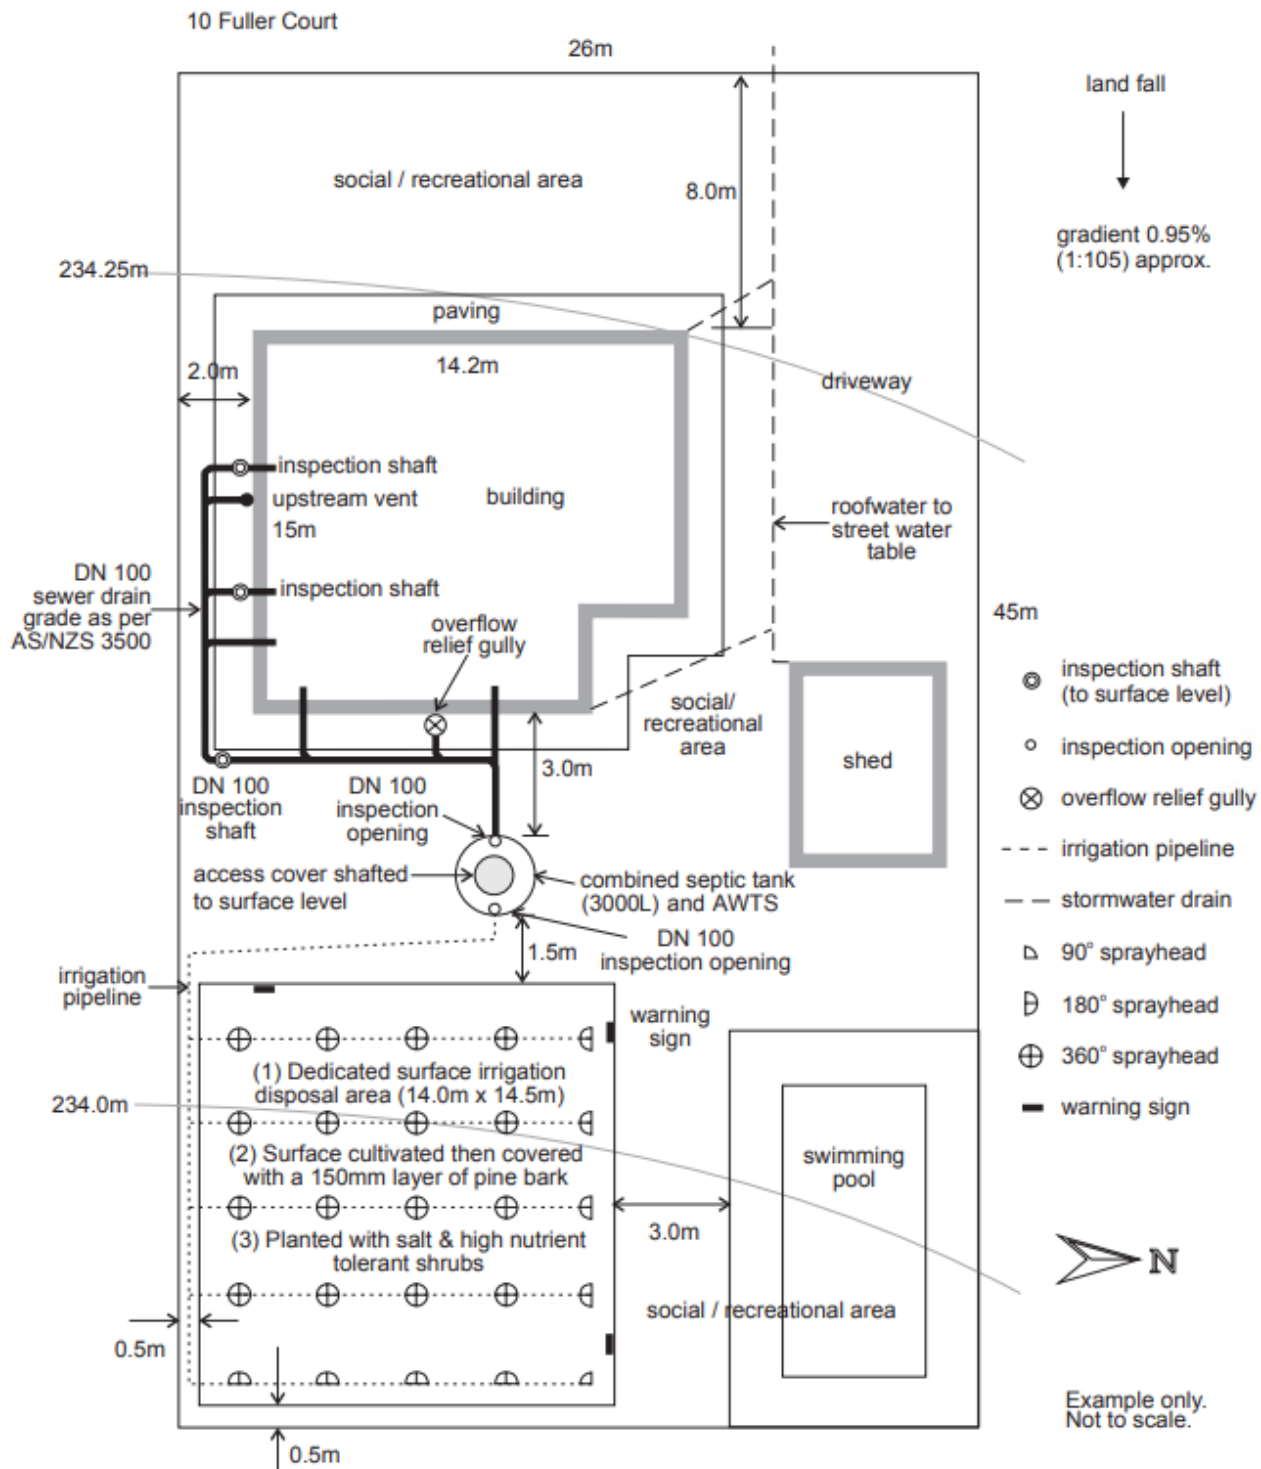 10 Fuller Court
26m
land fall
social / recreational area
8.0m
gradient 0.95%
(1:105) approx.
234.25m
paving
14.2m
2.0m
driveway
inspection shaft
upstream vent
building
15m
roofwater to
street water
table
DN 100
sewer drain
grade as per
AS/NZS 3500
inspection shaft
overflow
relief gully
45m
inspection shaft
(to surface level)
social/
recreational
area
inspection opening
shed
3.0m
DN 100
inspection
shaft
DN 100
inspection
opening
overflow relief gully
irrigation pipeline
access cover shafted
to surface level
combined septic tank
(3000L) and AWTS
stormwater drain
DN 100
inspection opening
1.5m
90° sprayhead
irrigation
pipeline
180° sprayhead
warning
sign
360° sprayhead
(1) Dedicated surface irrigation
disposal area (14.0m x 14.5m)
234.0m
warning sign
(2) Surface cultivated then covered
with a 150mm layer of pine bark
swimming
pool
(3) Planted with salt & high nutrient
tolerant shrubs
3.0m
N
social / recreational area
0.5m
Example only.
Not to scale.
0.5m